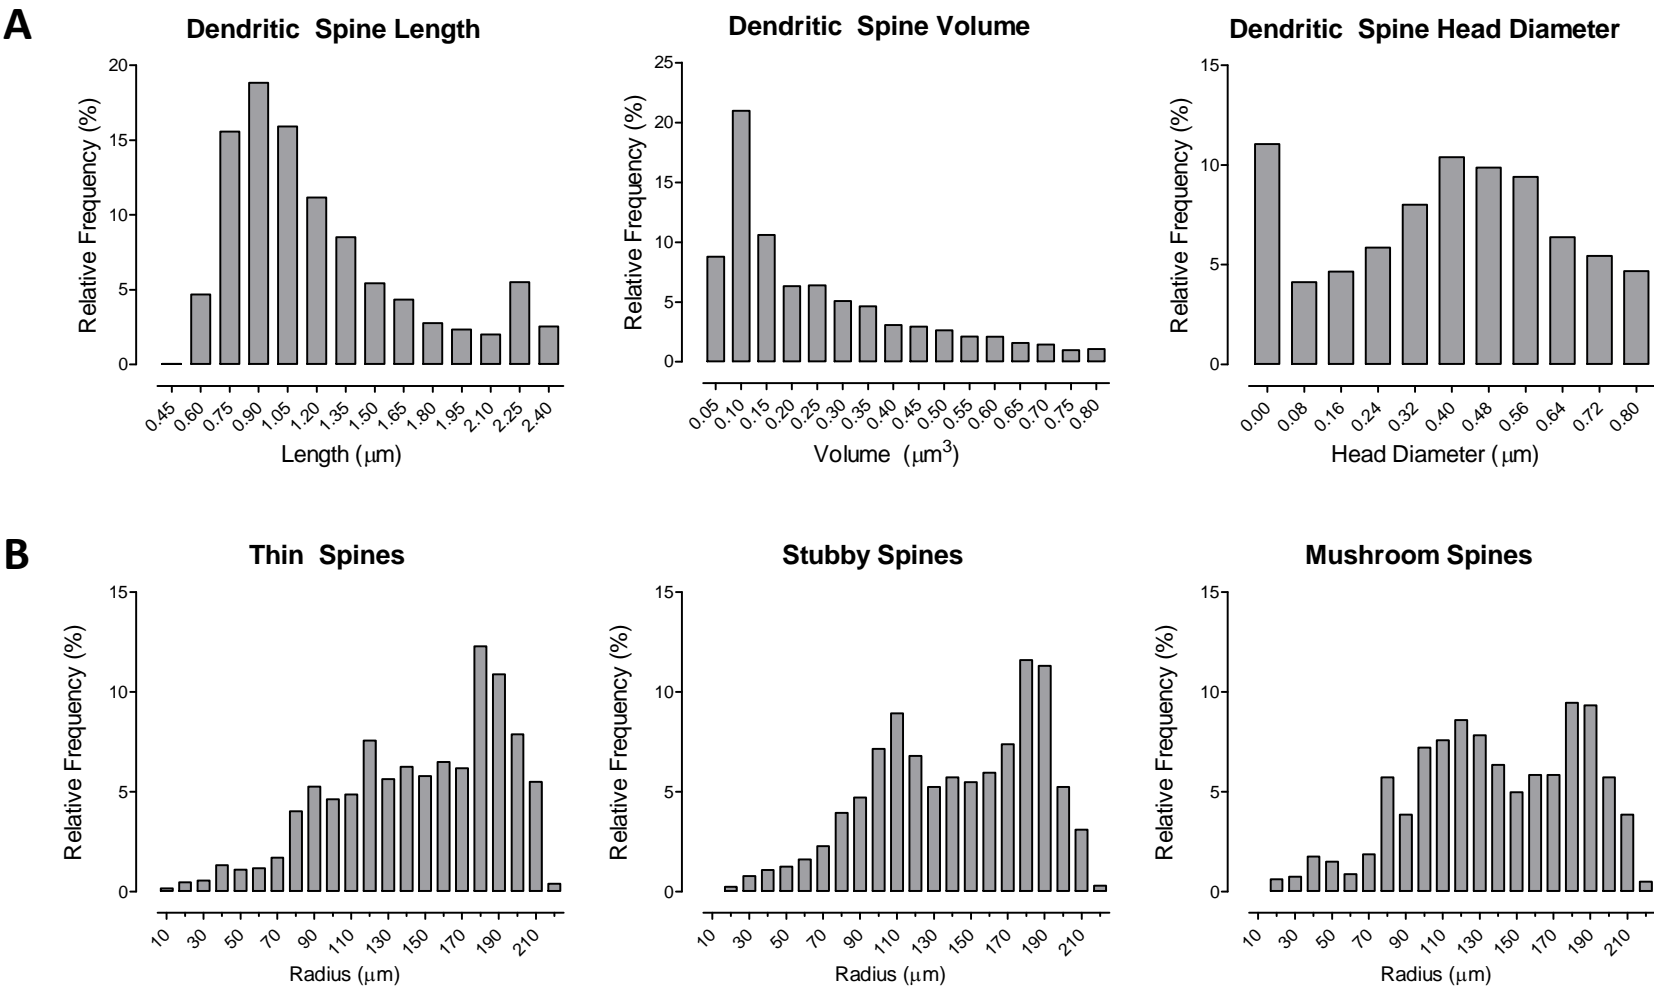 A
Dendritic Spine Length
Relative Frequency (%)
20
15
10
5
0
0.45 0.60 0.75 0.90 1.05 1.20 1.35 1.50 1.65 1.80 1.95 2.10 2.25 2.40
Length (μm)
Dendritic Spine Volume
Relative Frequency (%)
25
20
15
10
5
0
0.05 0.10 0.15 0.20 0.25 0.30 0.35 0.40 0.45 0.50 0.55 0.60 0.65 0.70 0.75 0.80
Volume (μm³)
Dendritic Spine Head Diameter
Relative Frequency (%)
15
10
5
0
0.00 0.08 0.16 0.24 0.32 0.40 0.48 0.56 0.64 0.72 0.80
Head Diameter (μm)
B
Thin Spines
Relative Frequency (%)
15
10
5
0
10 30 50 70 90 110 130 150 170 190 210
Radius (μm)
Stubby Spines
Relative Frequency (%)
15
10
5
0
10 30 50 70 90 110 130 150 170 190 210
Radius (μm)
Mushroom Spines
Relative Frequency (%)
15
10
5
0
10 30 50 70 90 110 130 150 170 190 210
Radius (μm)